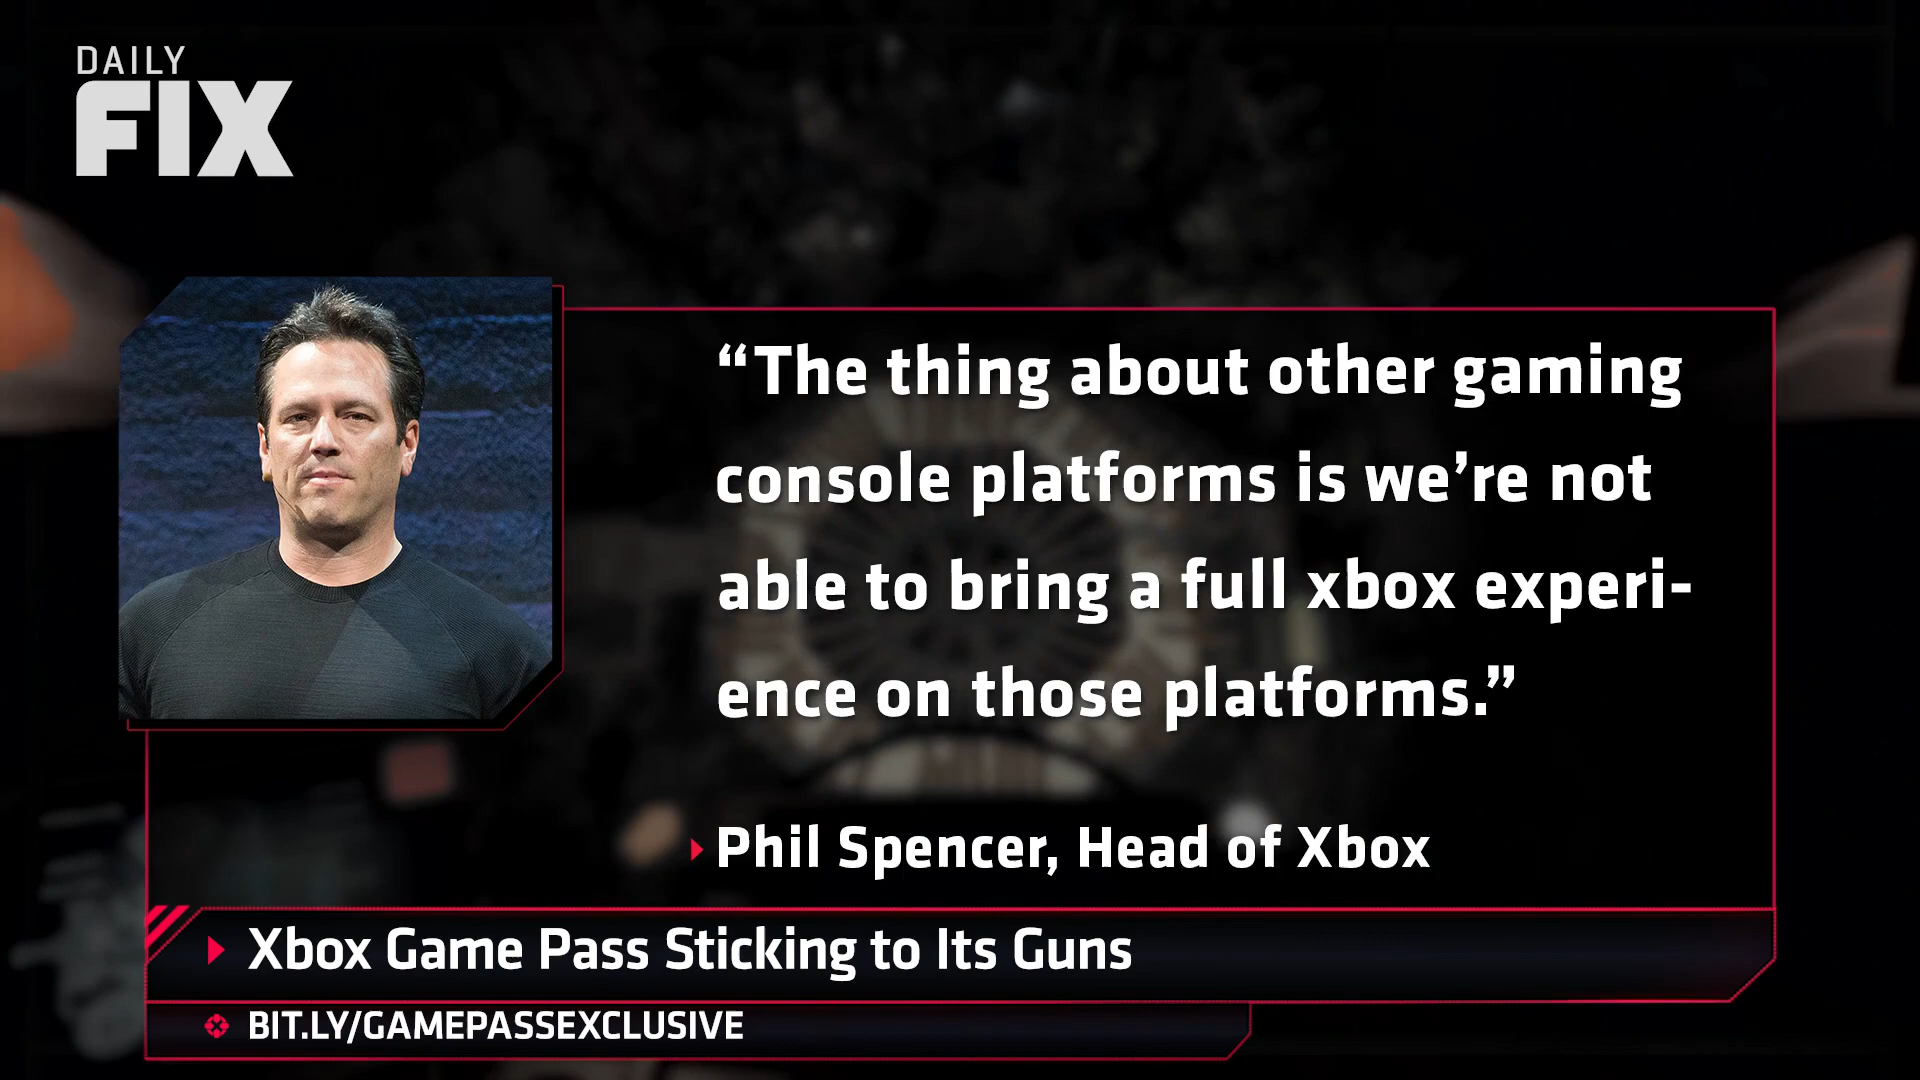 DAILY
FIX
“The thing about other gaming
console platforms is we’re not
able to bring a full xbox experi-
ence on those platforms.”
Phil Spencer, Head of Xbox
Xbox Game Pass Sticking to Its Guns
BIT.LY/GAMEPASSEXCLUSIVE